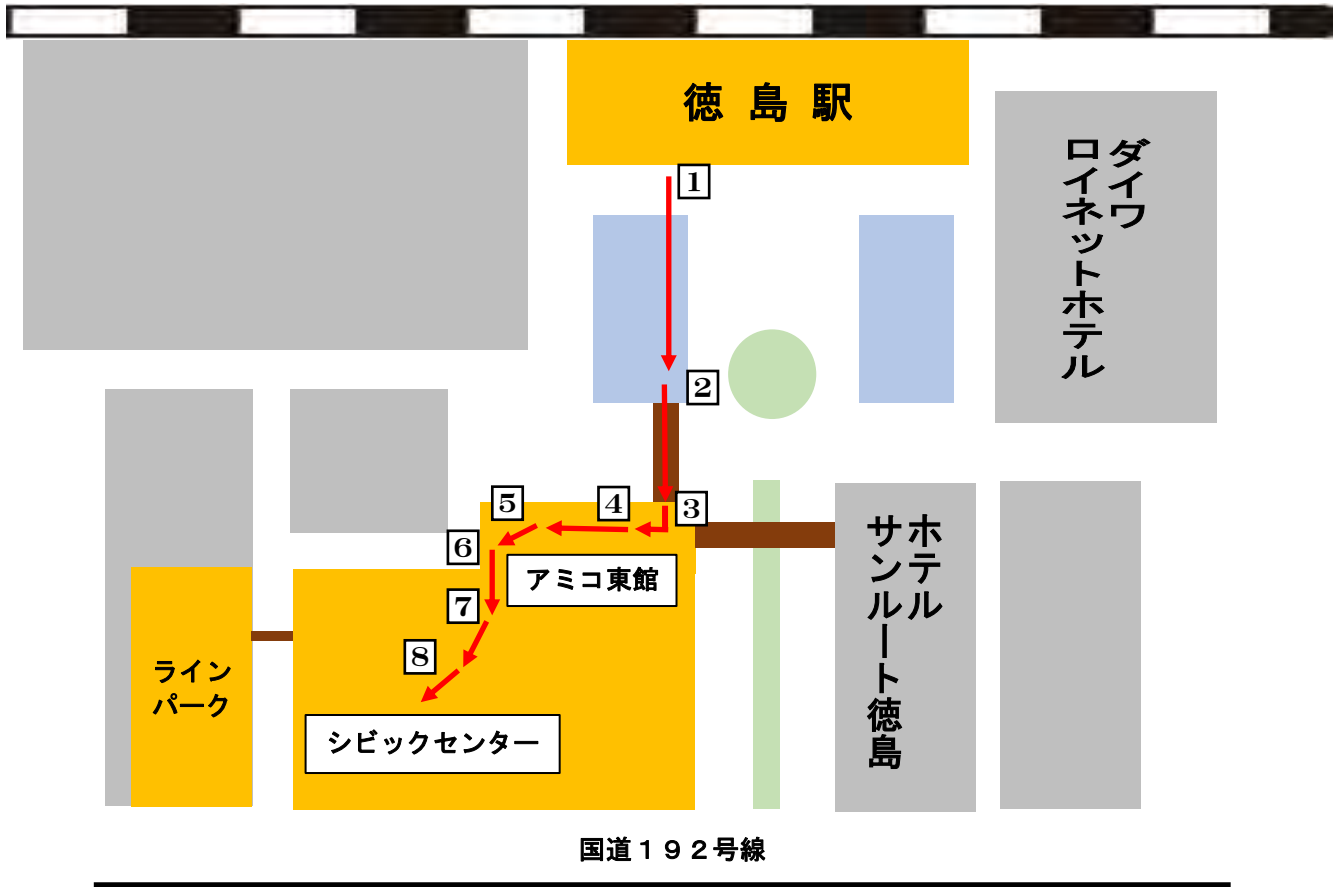 徳島駅
1
ダイワ
ロイネットホテル
2
3
4
5
6
アミコ東館
7
8
ホテル
サンルート徳島
ライン
パーク
シビックセンター
国道１９２号線